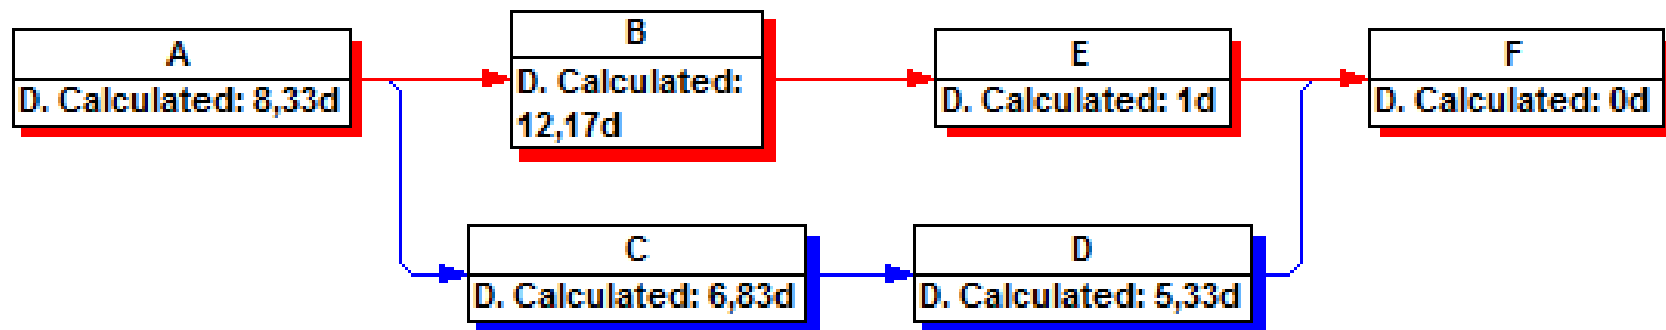 A
D. Calculated: 8,33d
B
D. Calculated:
12,17d
E
D. Calculated: 1d
F
D. Calculated: 0d
C
D. Calculated: 6,83d
D
D. Calculated: 5,33d